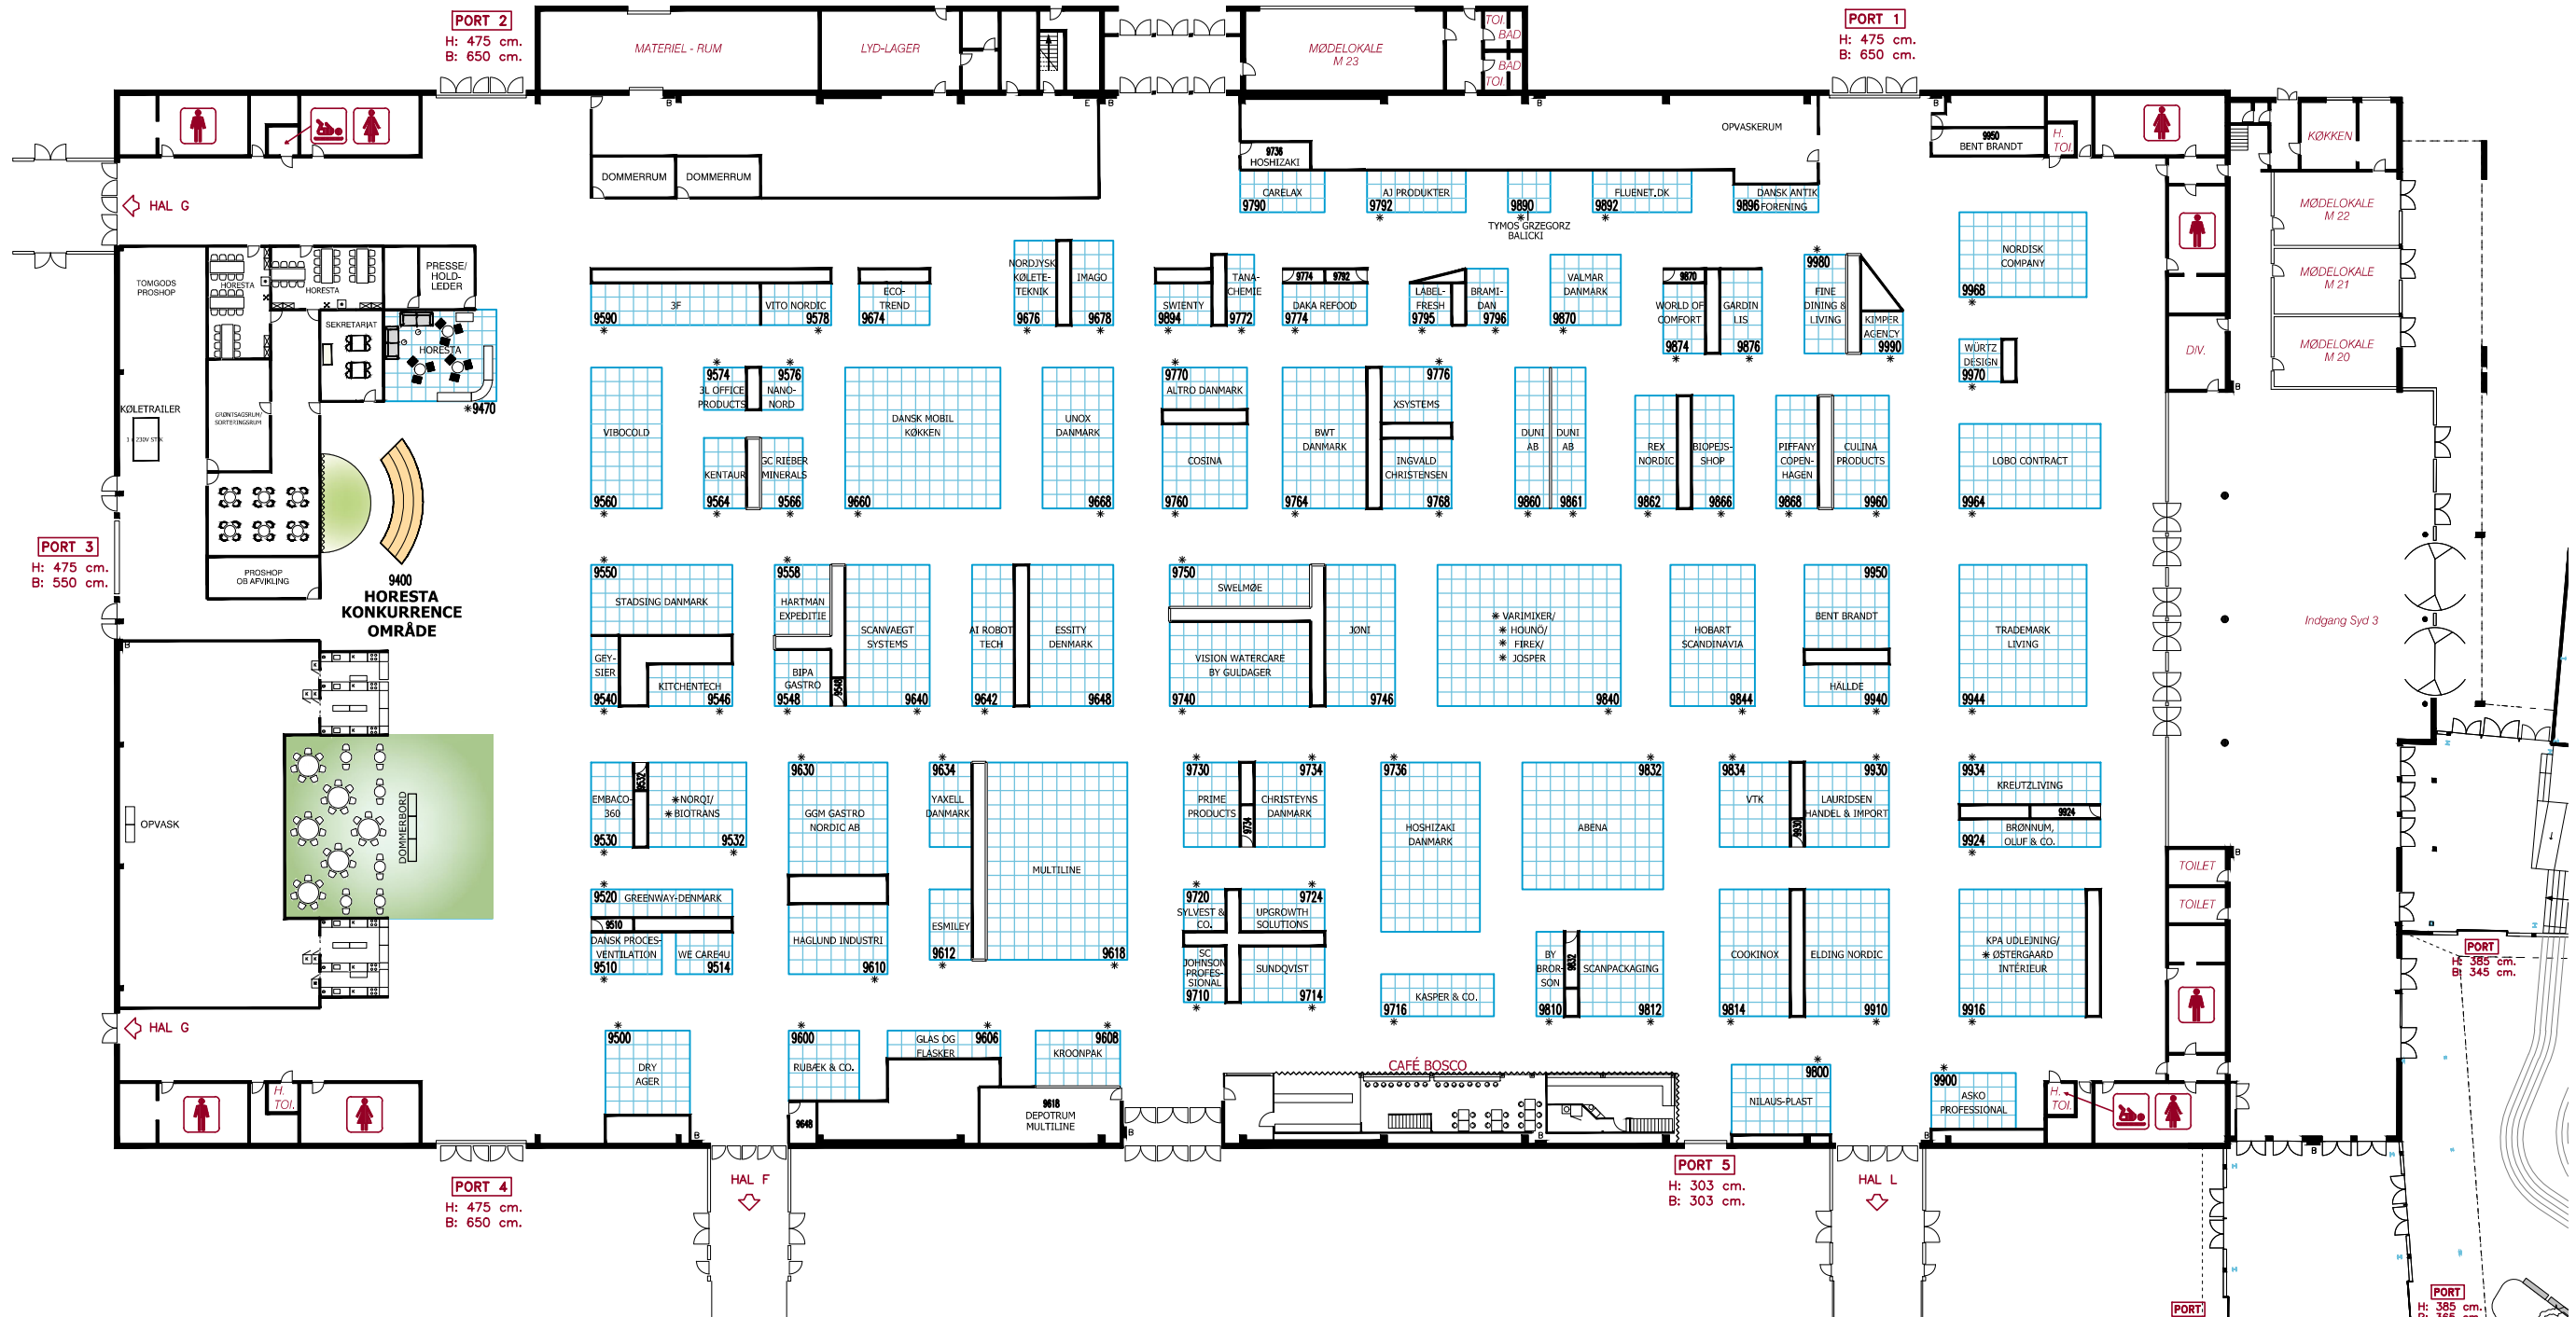 PORT 2
H: 475 cm.
B: 650 cm.
MATERIEL - RUM
LYD-LAGER
MØDELOKALE
M 23
TOI.
BAD
BAD
TOI.
PORT 1
H: 475 cm.
B: 650 cm.
B
E
B
B
B
OPVASKERUM
9950
BENT BRANDT
H.
TOI.
KØKKEN
9736
HOSHIZAKI
DOMMERRUM
DOMMERRUM
HAL G
CARELAX
9790
AJ PRODUKTER
9792
9890
TYMOS GRZEGORZ
BALICKI
FLUENET.DK
9892
DANSK ANTIK
9896 FORENING
MØDELOKALE
M 22
MØDELOKALE
M 21
MØDELOKALE
M 20
DIV.
TOMGODS
PROSHOP
HORESTA
HORESTA
PRESSE/
HOLD-
LEDER
SEKRETARIAT
HORESTA
*9470
KØLETRAILER
GRØNTSAGSRUM/
SORTERINGSRUM
3F
9590
VITO NORDIC
9578
ECO-
TREND
9674
NORDJYSK
KØLETE-
TEKNIK
9676
IMAGO
9678
SWIENTY
9894
TANA-
CHEMIE
9772
9774
9792
DAKA REFOOD
9774
LABEL-
FRESH
9795
BRAMI-
DAN
9796
VALMAR
DANMARK
9870
9870
WORLD OF
COMFORT
9874
GARDIN
LIS
9876
9980
FINE
DINING &
LIVING
KIMPER
AGENCY
9990
NORDISK
COMPANY
9968
WÜRTZ
DESIGN
9970
VIBOCOLD
9560
9574
3L OFFICE
PRODUCTS
9576
NANO-
NORD
KENTAUR
9564
GC RIEBER
MINERALS
9566
DANSK MOBIL
KØKKEN
9660
UNOX
DANMARK
9668
9770
ALTRO DANMARK
COSINA
9760
BWT
DANMARK
9764
9776
XSYSTEMS
INGVALD
CHRISTENSEN
9768
DUNI
AB
9860
DUNI
AB
9861
REX
NORDIC
9862
BIOPEJS-
SHOP
9866
PIFFANY
COPEN-
HAGEN
9868
CULINA
PRODUCTS
9960
LOBO CONTRACT
9964
PORT 3
H: 475 cm.
B: 550 cm.
PROSHOP
OB AFVIKLING
9400
HORESTA
KONKURRENCE
OMRÅDE
9550
STADSING DANMARK
GEY-
SIER
9540
KITCHENTECH
9546
9558
HARTMAN
EXPEDITIE
BIPA
GASTRO
9548
9548
SCANVAEGT
SYSTEMS
9640
AI ROBOT
TECH
9642
ESSITY
DENMARK
9648
9750
SWELMØE
VISION WATERCARE
BY GULDAGER
9740
JØNI
9746
* VARIMIXER/
* HOUNÖ/
* FIREX/
* JOSPER
9840
HOBART
SCANDINAVIA
9844
9950
BENT BRANDT
HÄLLDE
9940
TRADEMARK
LIVING
9944
Indgang Syd 3
OPVASK
DOMMERBORD
EMBACO-
360
9530
9532
*NORQI/
*BIOTRANS
9532
9630
GGM GASTRO
NORDIC AB
HAGLUND INDUSTRI
9610
9634
YAXELL
DANMARK
ESMILEY
9612
MULTILINE
9618
9730
PRIME
PRODUCTS
9734
9734
CHRISTEYNS
DANMARK
9736
HOSHIZAKI
DANMARK
9832
ABENA
9834
VTK
9930
9930
LAURIDSEN
HANDEL & IMPORT
9934
KREUTZLIVING
9924
BRØNNUM,
OLUF & CO.
9924
TOILET
TOILET
9520
GREENWAY-DENMARK
9510
DANSK PROCES-
VENTILATION
9510
WE CARE4U
9514
9720
SYLVEST &
CO.
9724
UPGROWTH
SOLUTIONS
SC
JOHNSON
PROFES-
SIONAL
9710
SUNDQVIST
9714
KASPER & CO.
9716
BY
BROR-
SON
9810
9832
SCANPACKAGING
9812
COOKINOX
9814
ELDING NORDIC
9910
KPA UDLEJNING/
* ØSTERGAARD
INTERIEUR
9916
PORT
H: 385 cm.
B: 345 cm.
HAL G
9500
DRY
AGER
9600
RUBÆK & CO.
9648
GLAS OG
FLASKER
9606
9608
KROONPAK
9618
DEPOTRUM
MULTILINE
CAFÉ BOSCO
9800
NILAUS-PLAST
9900
ASKO
PROFESSIONAL
H.
TOI.
H.
TOI.
PORT 4
H: 475 cm.
B: 650 cm.
HAL F
PORT 5
H: 303 cm.
B: 303 cm.
HAL L
PORT
PORT
H: 385 cm.